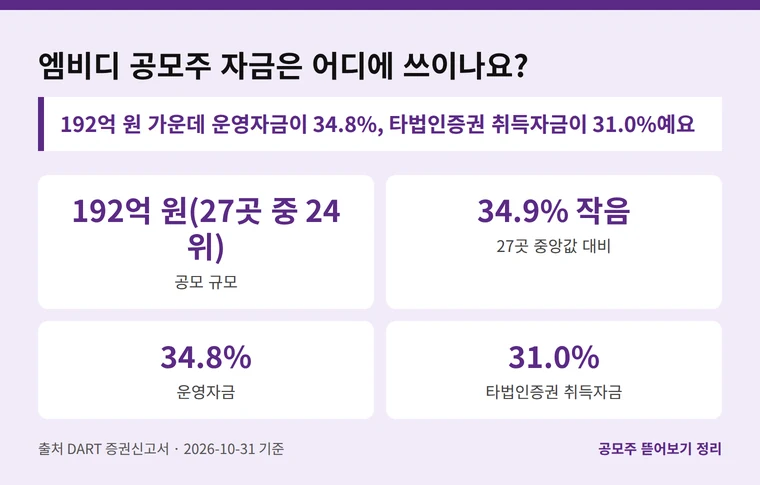 엠비디 공모주 자금은 어디에 쓰이나요?
192억 원 가운데 운영자금이 34.8%, 타법인증권 취득자금이 31.0%예요
192억 원(27곳 중 24
위)
공모 규모
34.9% 작음
27곳 중앙값 대비
34.8%
운영자금
31.0%
타법인증권 취득자금
출처 DART 증권신고서 · 2026-10-31 기준
공모주 뜯어보기 정리